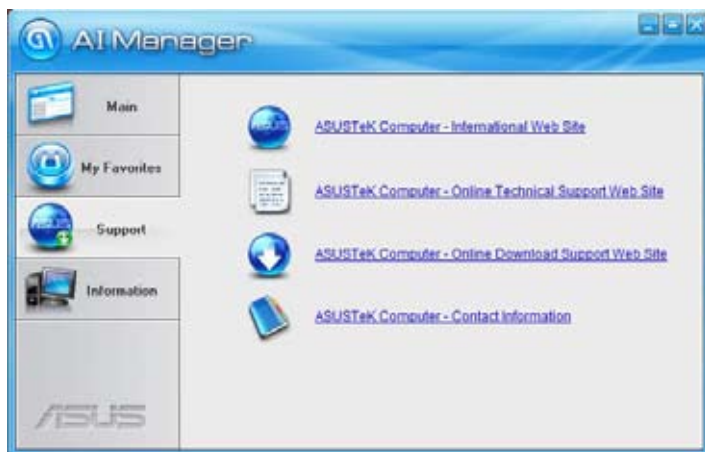 AI Manager
Main
My Favorites
Support
Information
ASUSTeK Computer - International Web Site
ASUSTeK Computer - Online Technical Support Web Site
ASUSTeK Computer - Online Download Support Web Site
ASUSTeK Computer - Contact Information
ASUS